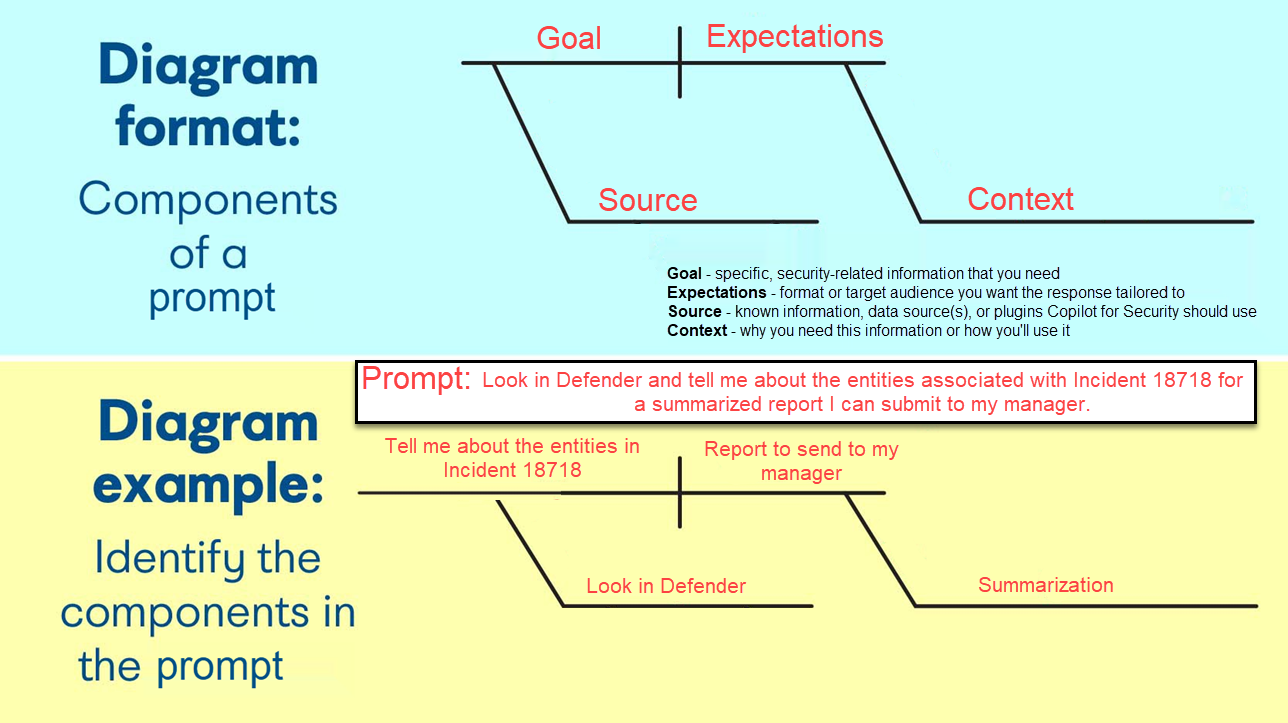 Diagram
format:
Components
of a
prompt
Goal
Expectations
Source
Context
Goal - specific, security-related information that you need
Expectations - format or target audience you want the response tailored to
Source - known information, data source(s), or plugins Copilot for Security should use
Context - why you need this information or how you'll use it
Diagram
example:
Identify the
components in
the prompt
Prompt: Look in Defender and tell me about the entities associated with Incident 18718 for
a summarized report I can submit to my manager.
Tell me about the entities in
Incident 18718
Report to send to my
manager
Look in Defender
Summarization